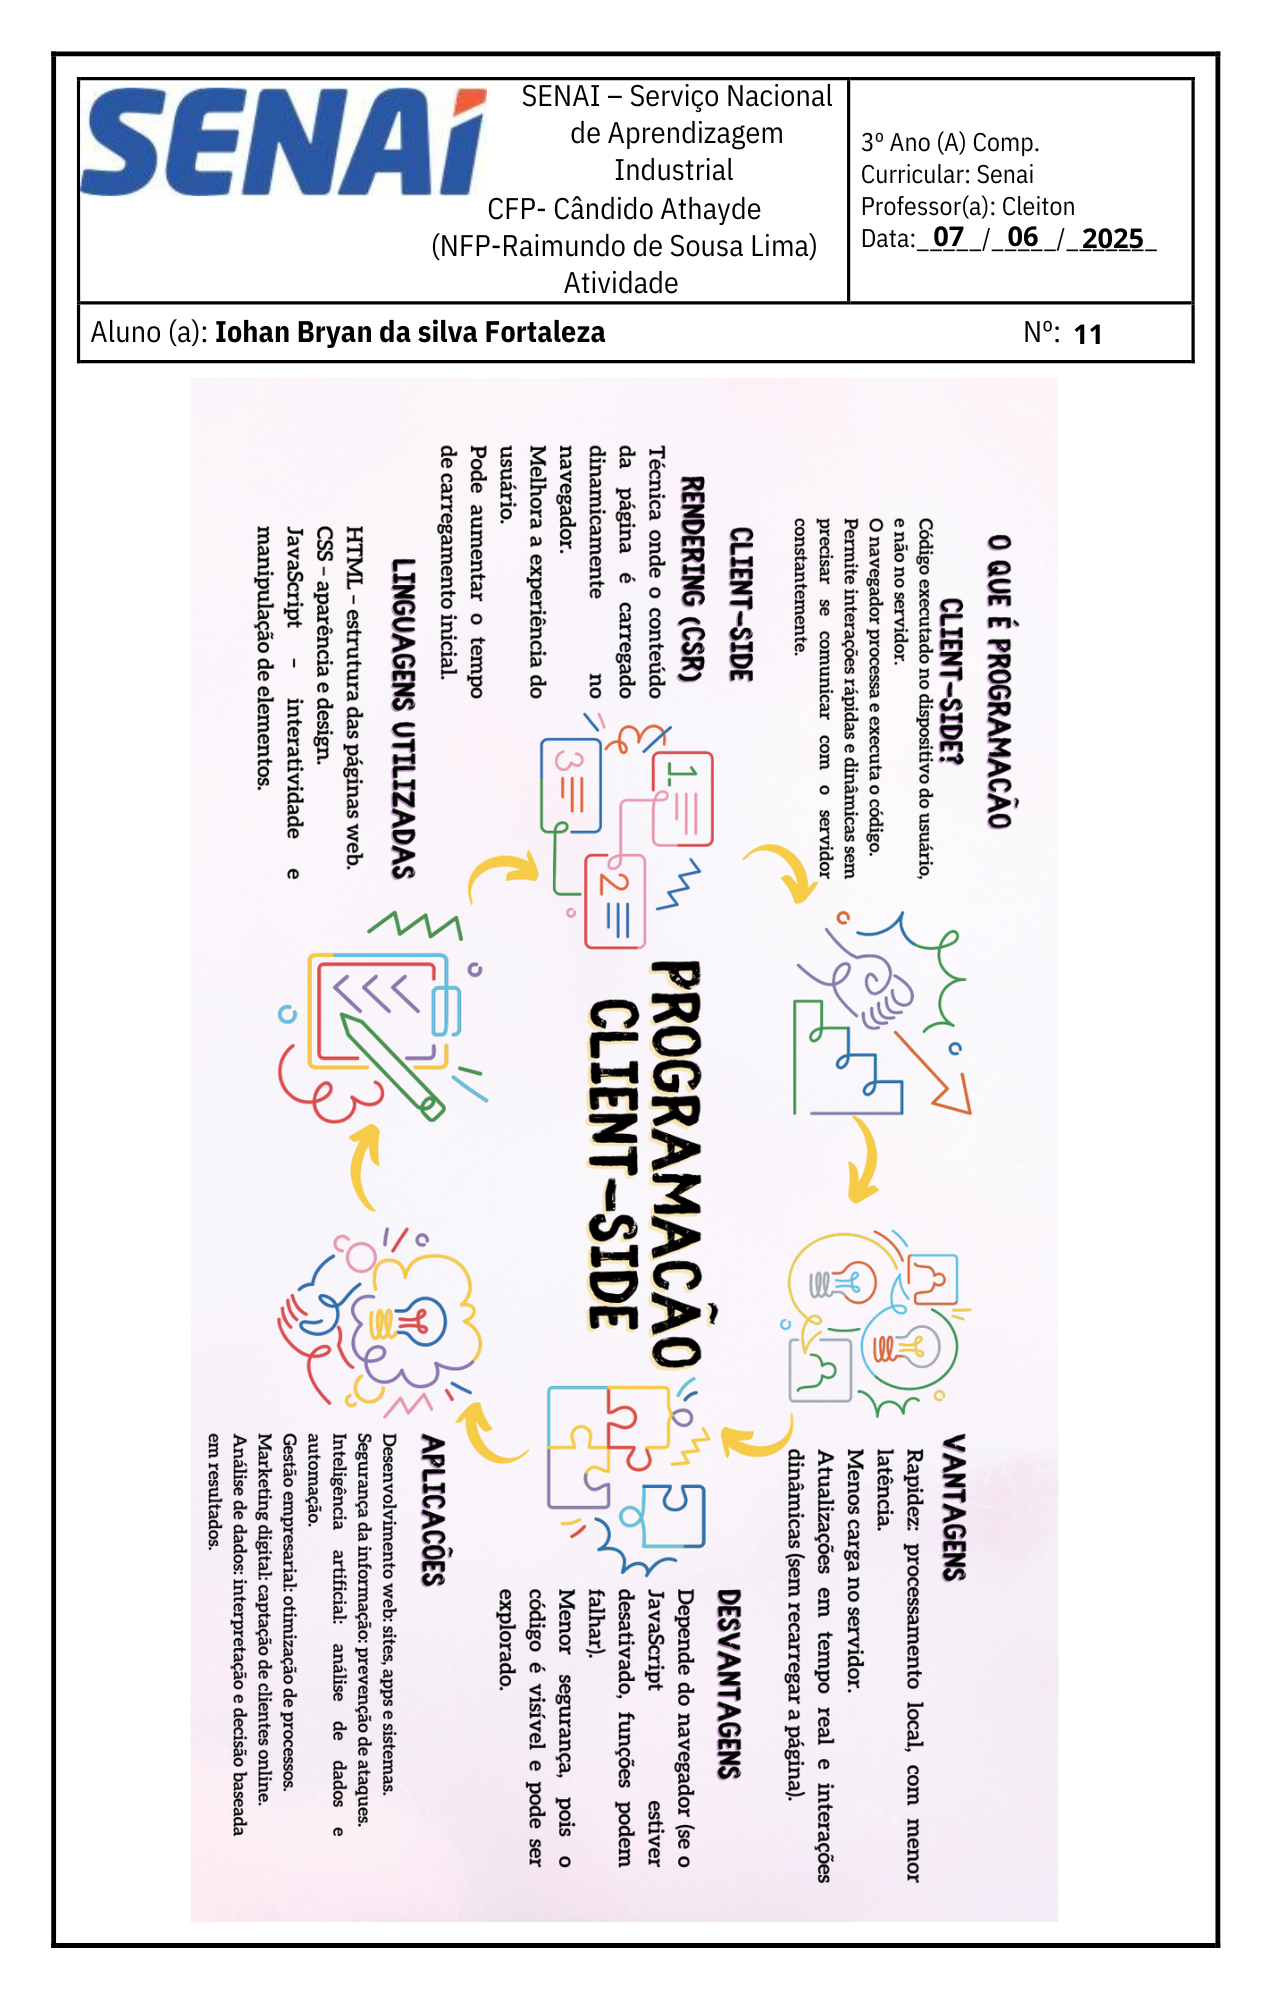 SENAI
SENAI – Serviço Nacional
de Aprendizagem
Industrial
CFP- Cândido Athayde
(NFP-Raimundo de Sousa Lima)
Atividade
3º Ano (A) Comp.
Curricular: Senai
Professor(a): Cleiton
Data:_07_/_06_/_2025_
Aluno (a): Iohan Bryan da silva Fortaleza
Nº: 11
O QUE É PROGRAMAÇÃO
CLIENT-SIDE?
Código executado no dispositivo do usuário,
e não no servidor.
O navegador processa e executa o código.
Permite interações rápidas e dinâmicas sem
precisar se comunicar com o servidor
constantemente.
VANTAGENS
Rapidez: processamento local, com menor
latência.
Menos carga no servidor.
Atualizações em tempo real e interações
dinâmicas (sem recarregar a página).
CLIENT-SIDE
RENDERING (CSR)
Técnica onde o conteúdo
da página é carregado
dinamicamente no
navegador.
Melhora a experiência do
usuário.
Pode aumentar o tempo
de carregamento inicial.
1.
2
3
PROGRAMAÇÃO
CLIENT-SIDE
DESVANTAGENS
Depende do navegador (se o
JavaScript estiver
desativado, funções podem
falhar).
Menor segurança, pois o
código é visível e pode ser
explorado.
LINGUAGENS UTILIZADAS
HTML – estrutura das páginas web.
CSS – aparência e design.
JavaScript – interatividade e
manipulação de elementos.
APLICAÇÕES
Desenvolvimento web: sites, apps e sistemas.
Segurança da informação: prevenção de ataques.
Inteligência artificial: análise de dados e
automação.
Gestão empresarial: otimização de processos.
Marketing digital: captação de clientes online.
Análise de dados: interpretação e decisão baseada
em resultados.